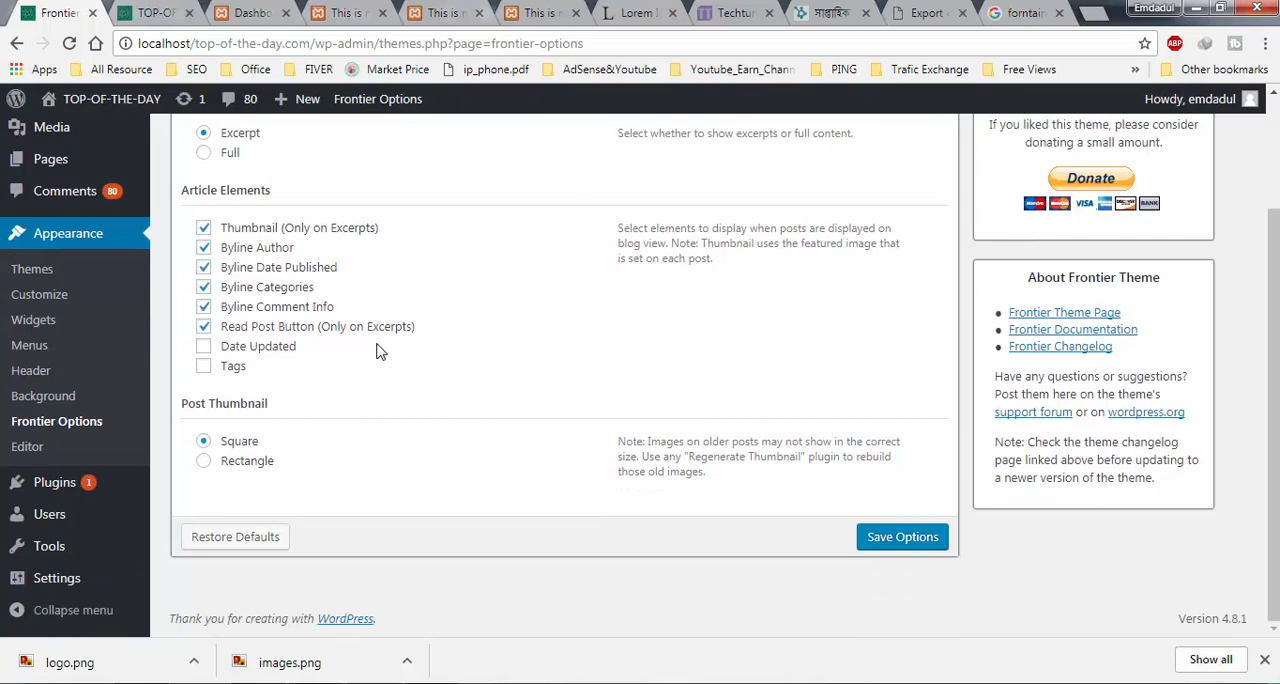 Frontier
TOP-OF
Dashbo
This is r
This is r
This is r
Lorem I
Techtur
সাপ্তাহিক
Export
forntain
Emdadul
localhost/top-of-the-day.com/wp-admin/themes.php?page=frontier-options
ABP
Apps
All Resource
SEO
Office
FIVER
Market Price
ip_phone.pdf
AdSense&Youtube
Youtube_Earn_Chann
PING
Trafic Exchange
Free Views
»
Other bookmarks
TOP-OF-THE-DAY
1
80
New
Frontier Options
Howdy, emdadul
Media
Pages
Comments 80
Appearance
Themes
Customize
Widgets
Menus
Header
Background
Frontier Options
Editor
Plugins 1
Users
Tools
Settings
Collapse menu
Excerpt
Full
Select whether to show excerpts or full content.
Article Elements
Thumbnail (Only on Excerpts)
Byline Author
Byline Date Published
Byline Categories
Byline Comment Info
Read Post Button (Only on Excerpts)
Date Updated
Tags
Select elements to display when posts are displayed on
blog view. Note: Thumbnail uses the featured image that
is set on each post.
Post Thumbnail
Square
Rectangle
Note: Images on older posts may not show in the correct
size. Use any "Regenerate Thumbnail" plugin to rebuild
those old images.
Restore Defaults
Save Options
If you liked this theme, please consider
donating a small amount.
Donate
VISA
BANK
About Frontier Theme
Frontier Theme Page
Frontier Documentation
Frontier Changelog
Have any questions or suggestions?
Post them here on the theme's
support forum or on wordpress.org
Note: Check the theme changelog
page linked above before updating to
a newer version of the theme.
Thank you for creating with WordPress.
Version 4.8.1
logo.png
images.png
Show all